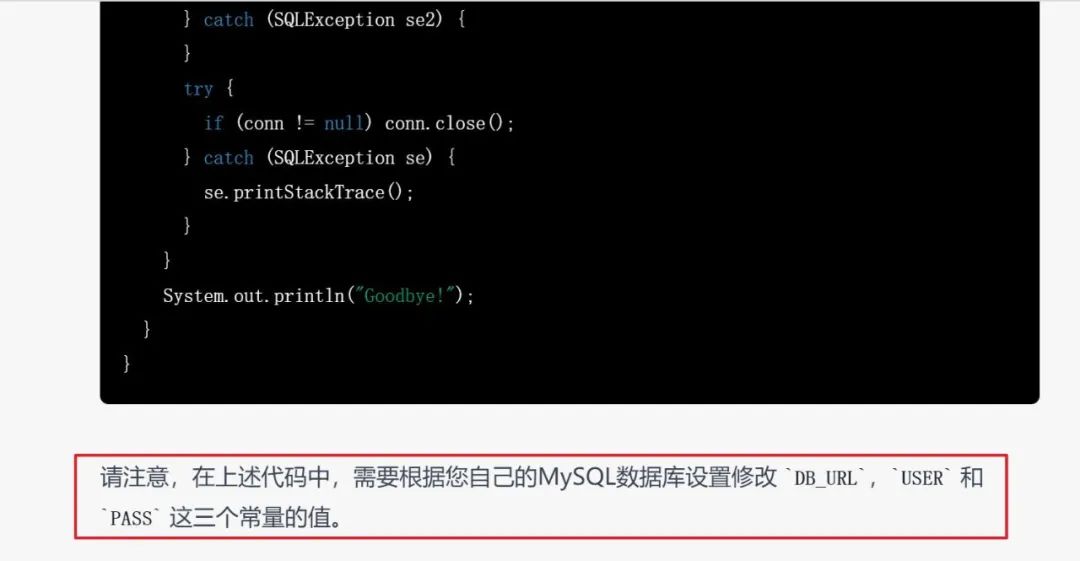 } catch (SQLException se2) {
}
try {
if (conn != null) conn.close();
} catch (SQLException se) {
se.printStackTrace();
}
}
System.out.println("Goodbye!");
}
}
请注意，在上述代码中，需要根据您自己的MySQL数据库设置修改 `DB_URL`，`USER` 和
`PASS` 这三个常量的值。